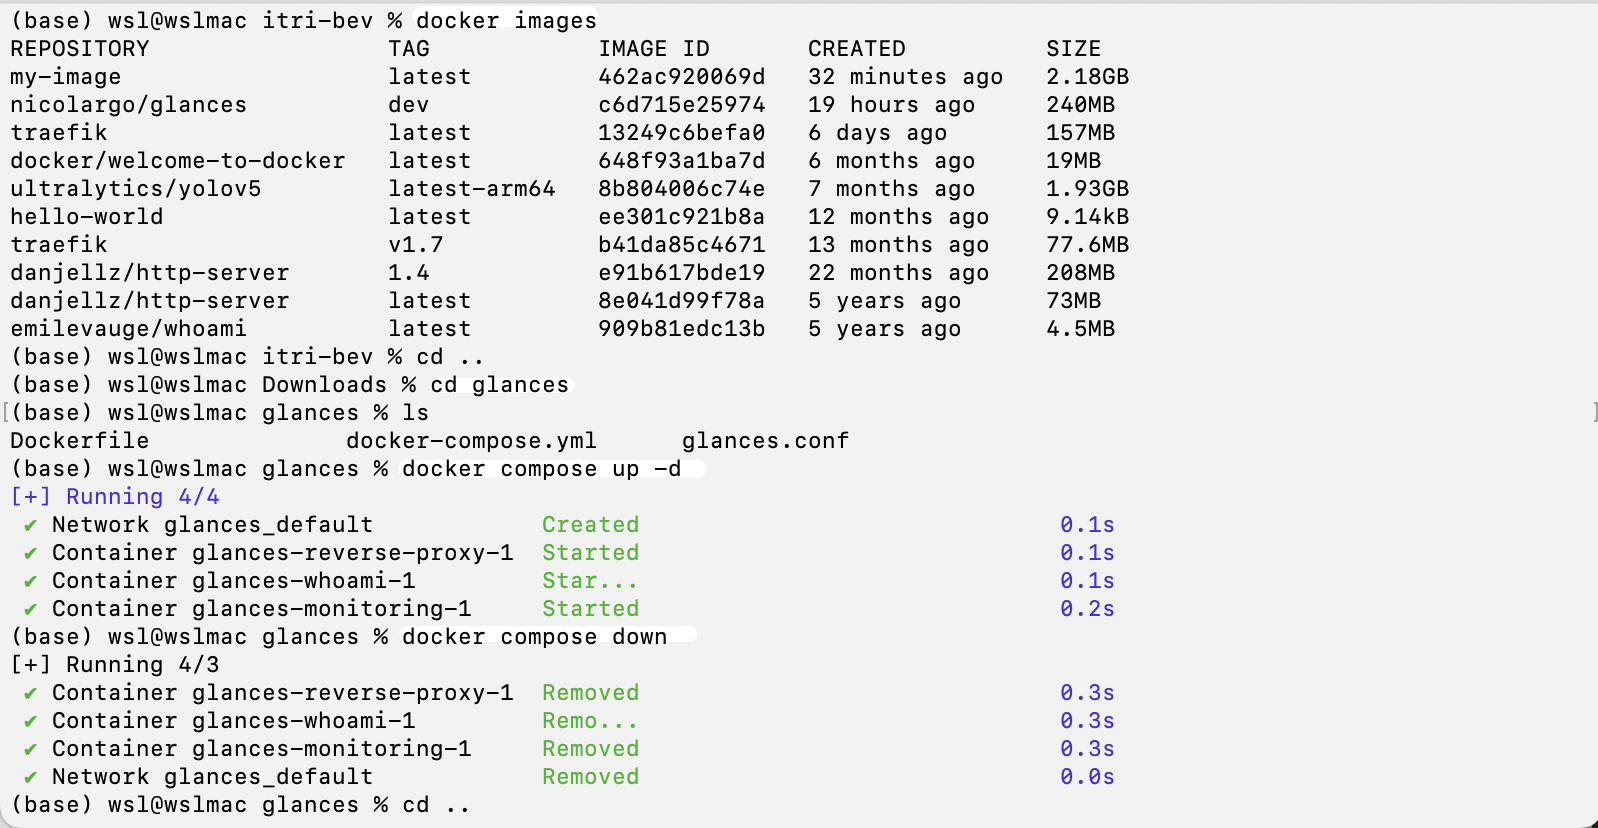 (base) wsl@wslmac itri-bev % docker images
REPOSITORY TAG IMAGE ID CREATED SIZE
my-image latest 462ac920069d 32 minutes ago 2.18GB
nicolargo/glances dev c6d715e25974 19 hours ago 240MB
traefik latest 13249c6befa0 6 days ago 157MB
docker/welcome-to-docker latest 648f93a1ba7d 6 months ago 19MB
ultralytics/yolov5 latest-arm64 8b804006c74e 7 months ago 1.93GB
hello-world latest ee301c921b8a 12 months ago 9.14kB
traefik v1.7 b41da85c4671 13 months ago 77.6MB
danjellz/http-server 1.4 e91b617bde19 22 months ago 208MB
danjellz/http-server latest 8e041d99f78a 5 years ago 73MB
emilevauge/whoami latest 909b81edc13b 5 years ago 4.5MB
(base) wsl@wslmac itri-bev % cd ..
(base) wsl@wslmac Downloads % cd glances
[(base) wsl@wslmac glances % ls ]
Dockerfile docker-compose.yml glances.conf
(base) wsl@wslmac glances % docker compose up -d
[+] Running 4/4
✔ Network glances_default Created 0.1s
✔ Container glances-reverse-proxy-1 Started 0.1s
✔ Container glances-whoami-1 Star... 0.1s
✔ Container glances-monitoring-1 Started 0.2s
(base) wsl@wslmac glances % docker compose down
[+] Running 4/3
✔ Container glances-reverse-proxy-1 Removed 0.3s
✔ Container glances-whoami-1 Remo... 0.3s
✔ Container glances-monitoring-1 Removed 0.3s
✔ Network glances_default Removed 0.0s
(base) wsl@wslmac glances % cd ..